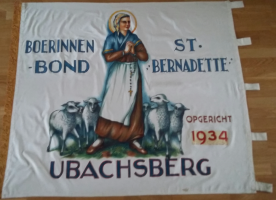 BOERINNEN ST.
-BOND -BERNADETTE-
OPGERICHT
1934
UBACHSBERG